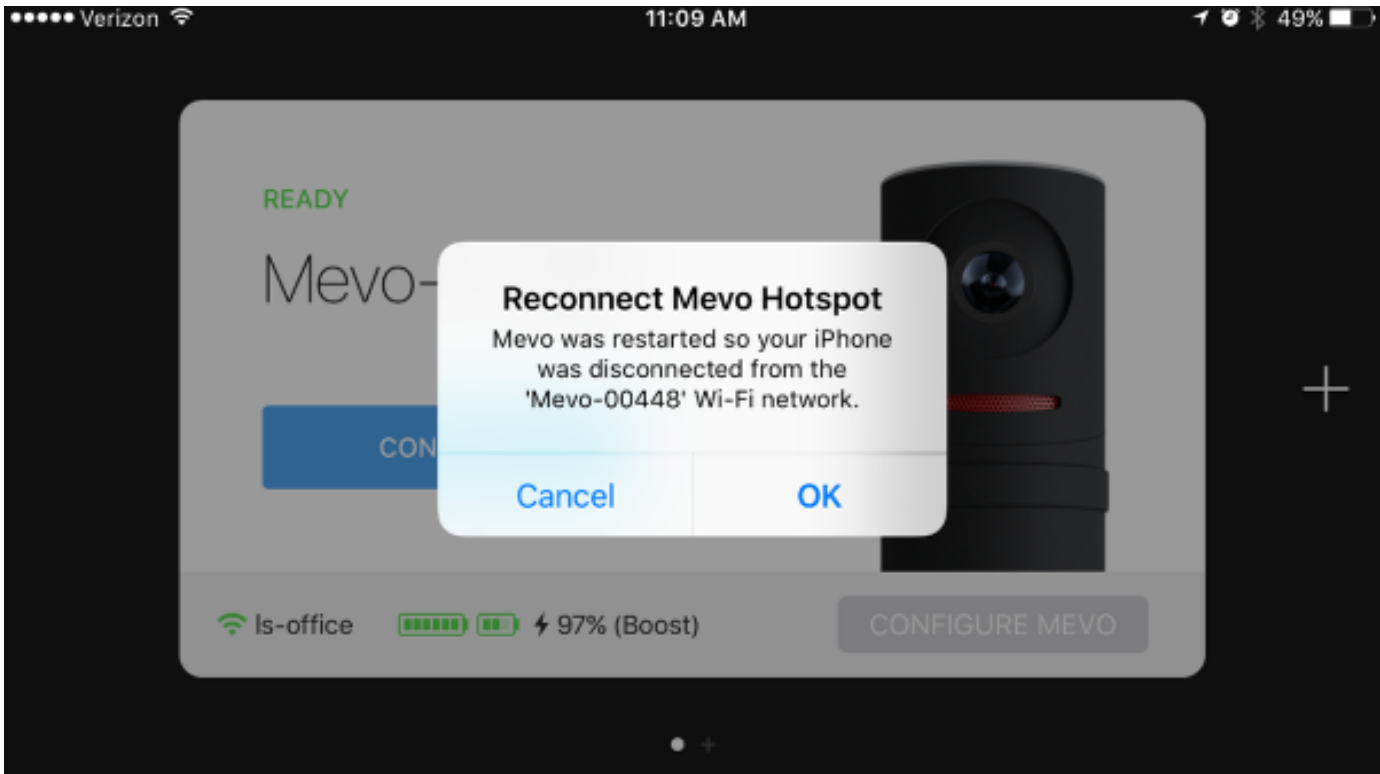 Verizon
11:09 AM
49%
READY
Mevo-
Reconnect Mevo Hotspot
Mevo was restarted so your iPhone
was disconnected from the
'Mevo-00448' Wi-Fi network.
CON
Cancel
OK
ls-office
97% (Boost)
CONFIGURE MEVO